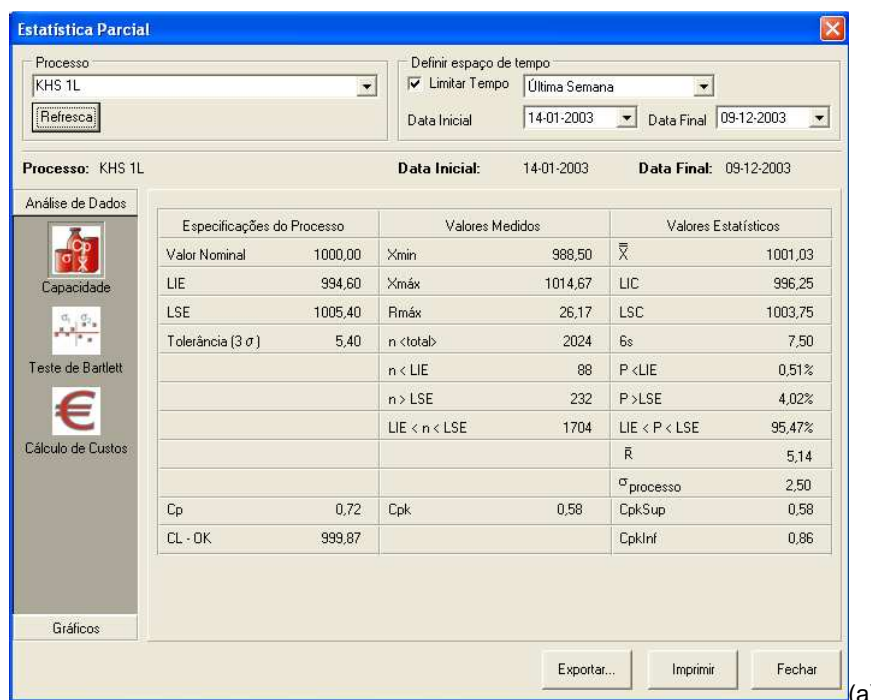 Estatística Parcial
Processo
KHS 1L
Refresca
Definir espaço de tempo
Limitar Tempo Última Semana
Data Inicial 14-01-2003 Data Final 09-12-2003
Processo: KHS 1L Data Inicial: 14-01-2003 Data Final: 09-12-2003
Análise de Dados
Capacidade
Teste de Bartlett
Cálculo de Custos
Gráficos
Especificações do Processo Valores Medidos Valores Estatísticos
Valor Nominal 1000,00 Xmin 988,50 X̿ 1001,03
LIE 994,60 Xmáx 1014,67 LIC 996,25
LSE 1005,40 Rmáx 26,17 LSC 1003,75
Tolerância (3 σ) 5,40 n <total> 2024 6s 7,50
n < LIE 88 P <LIE 0,51%
n > LSE 232 P >LSE 4,02%
LIE < n < LSE 1704 LIE < P < LSE 95,47%
R̄ 5,14
σ processo 2,50
Cp 0,72 Cpk 0,58 CpkSup 0,58
CL - OK 999,87 CpkInf 0,86
Exportar... Imprimir Fechar
(a)